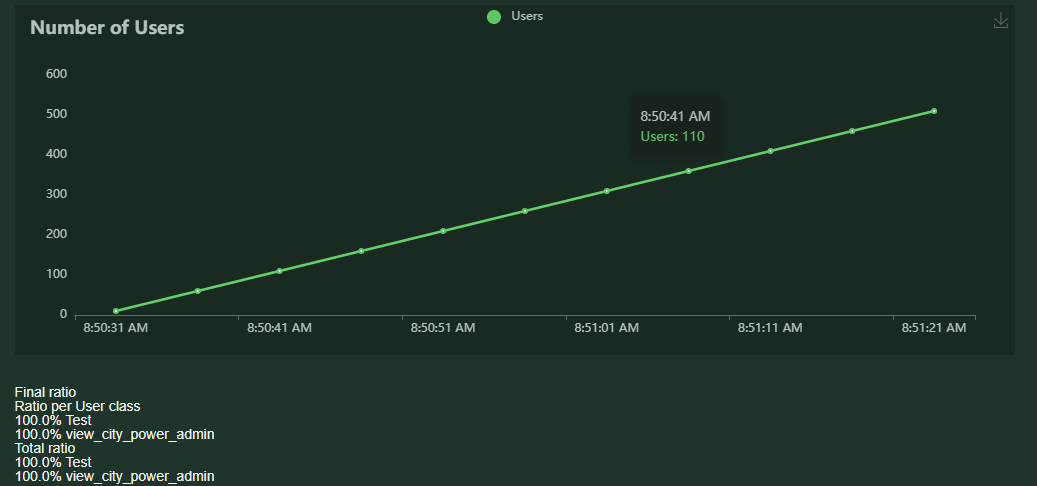 Users
Number of Users
600
500
8:50:41 AM
Users: 110
400
300
200
100
0
8:50:31 AM 8:50:41 AM 8:50:51 AM 8:51:01 AM 8:51:11 AM 8:51:21 AM
Final ratio
Ratio per User class
100.0% Test
100.0% view_city_power_admin
Total ratio
100.0% Test
100.0% view_city_power_admin